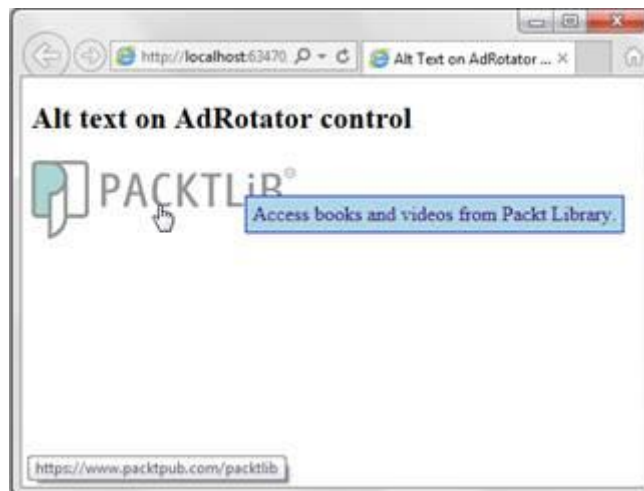 http://localhost:63470
Alt Text on AdRotator ...
Alt text on AdRotator control
PACKTLiB®
Access books and videos from Packt Library.
https://www.packtpub.com/packtlib